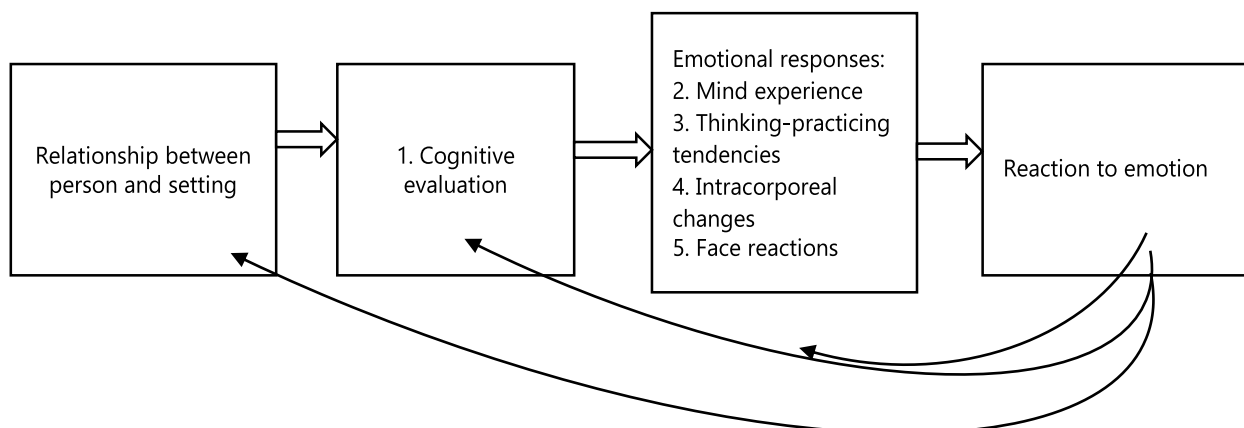 Relationship between
person and setting
1. Cognitive
evaluation
Emotional responses:
2. Mind experience
3. Thinking-practicing
tendencies
4. Intracorporeal
changes
5. Face reactions
Reaction to emotion